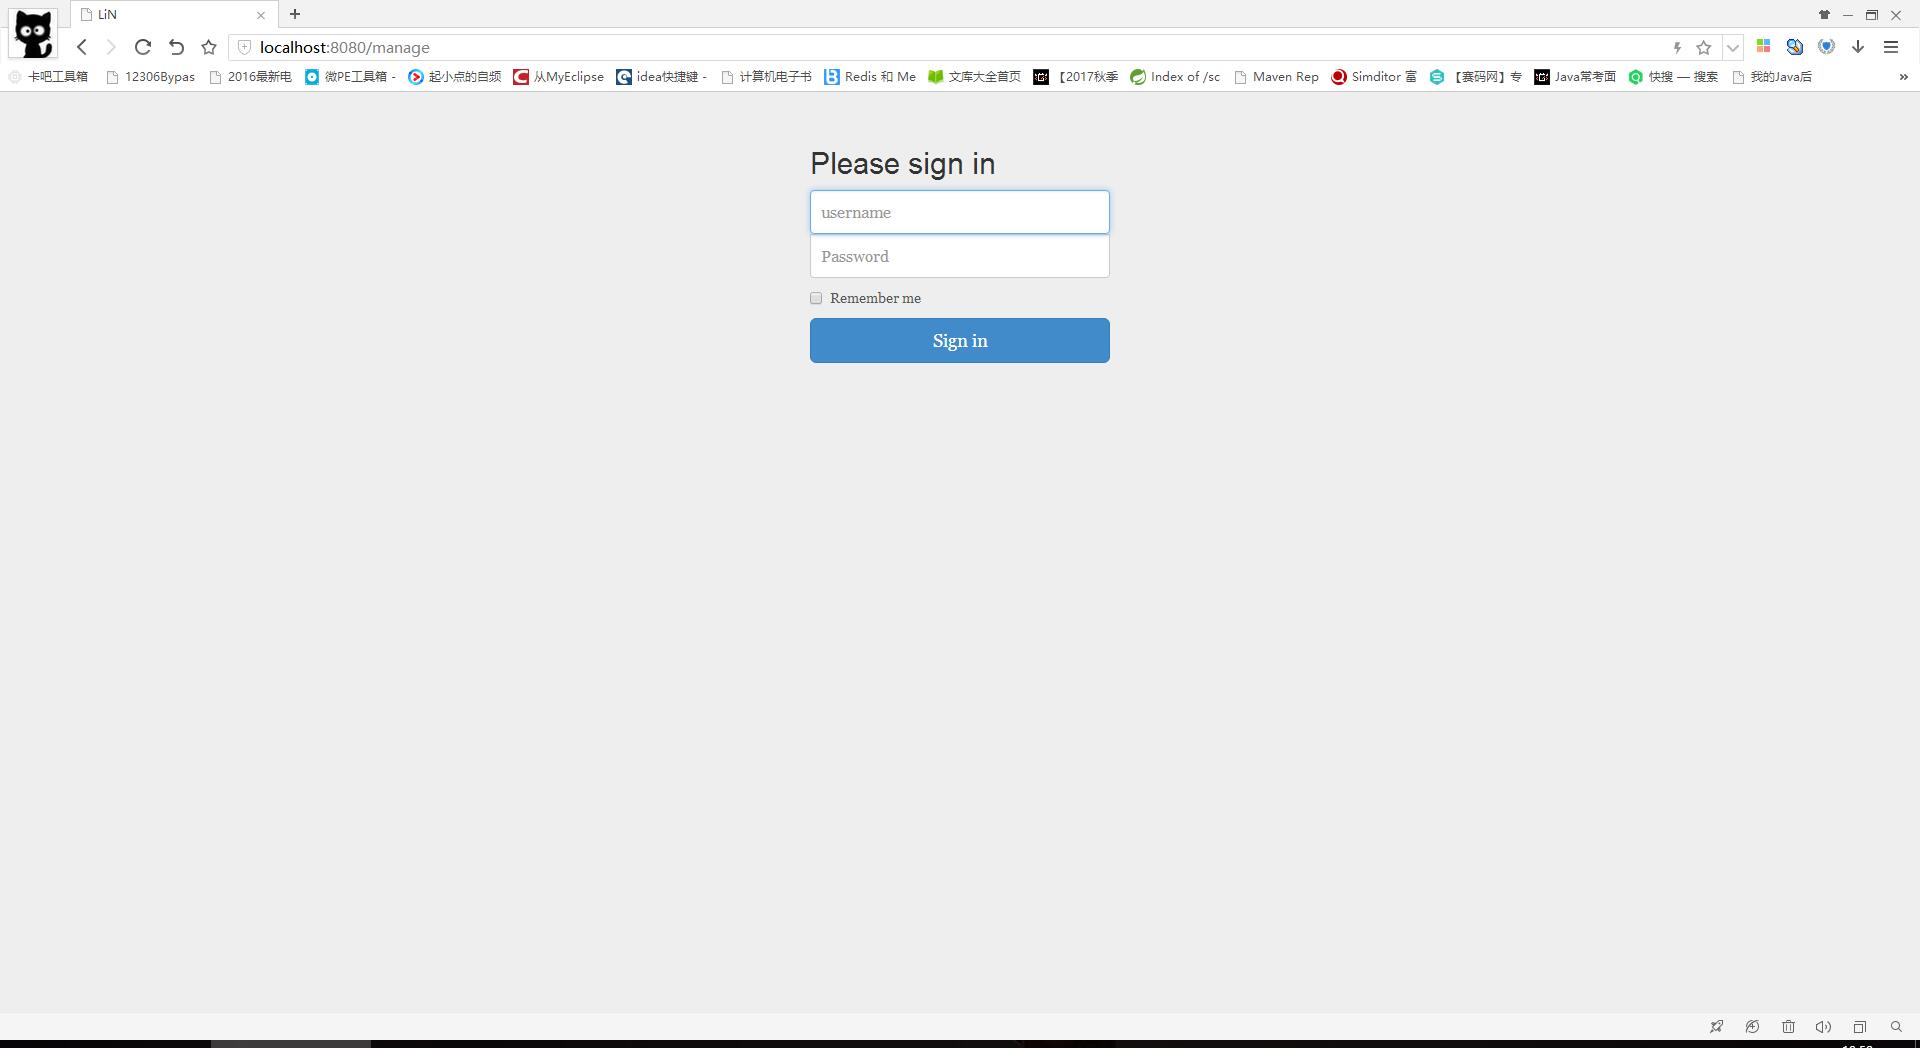 LiN
localhost:8080/manage
卡吧工具箱 12306Bypas 2016最新电 微PE工具箱 - 起小点的自频 从MyEclipse idea快捷键 - 计算机电子书 Redis 和 Me 文库大全首页 【2017秋季 Index of /sc Maven Rep Simditor 富 【赛码网】专 Java常考面 快搜 — 搜索 我的Java后 »
Please sign in
username
Password
Remember me
Sign in